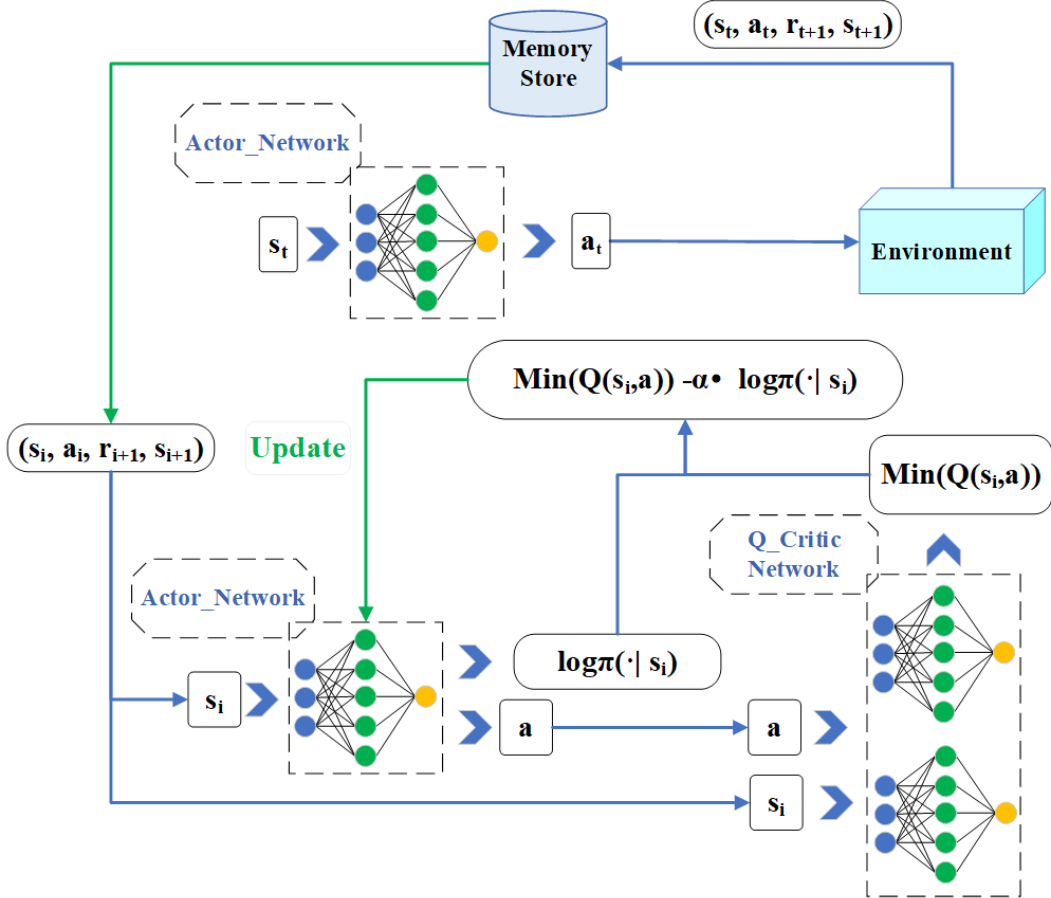 (sₜ, aₜ, rₜ₊₁, sₜ₊₁)
Memory
Store
Actor_Network
sₜ
aₜ
Environment
Min(Q(sᵢ,a)) -α• logπ(·| sᵢ)
(sᵢ, aᵢ, rᵢ₊₁, sᵢ₊₁)
Update
Min(Q(sᵢ,a))
Q_Critic
Network
Actor_Network
logπ(·| sᵢ)
sᵢ
a
a
sᵢ